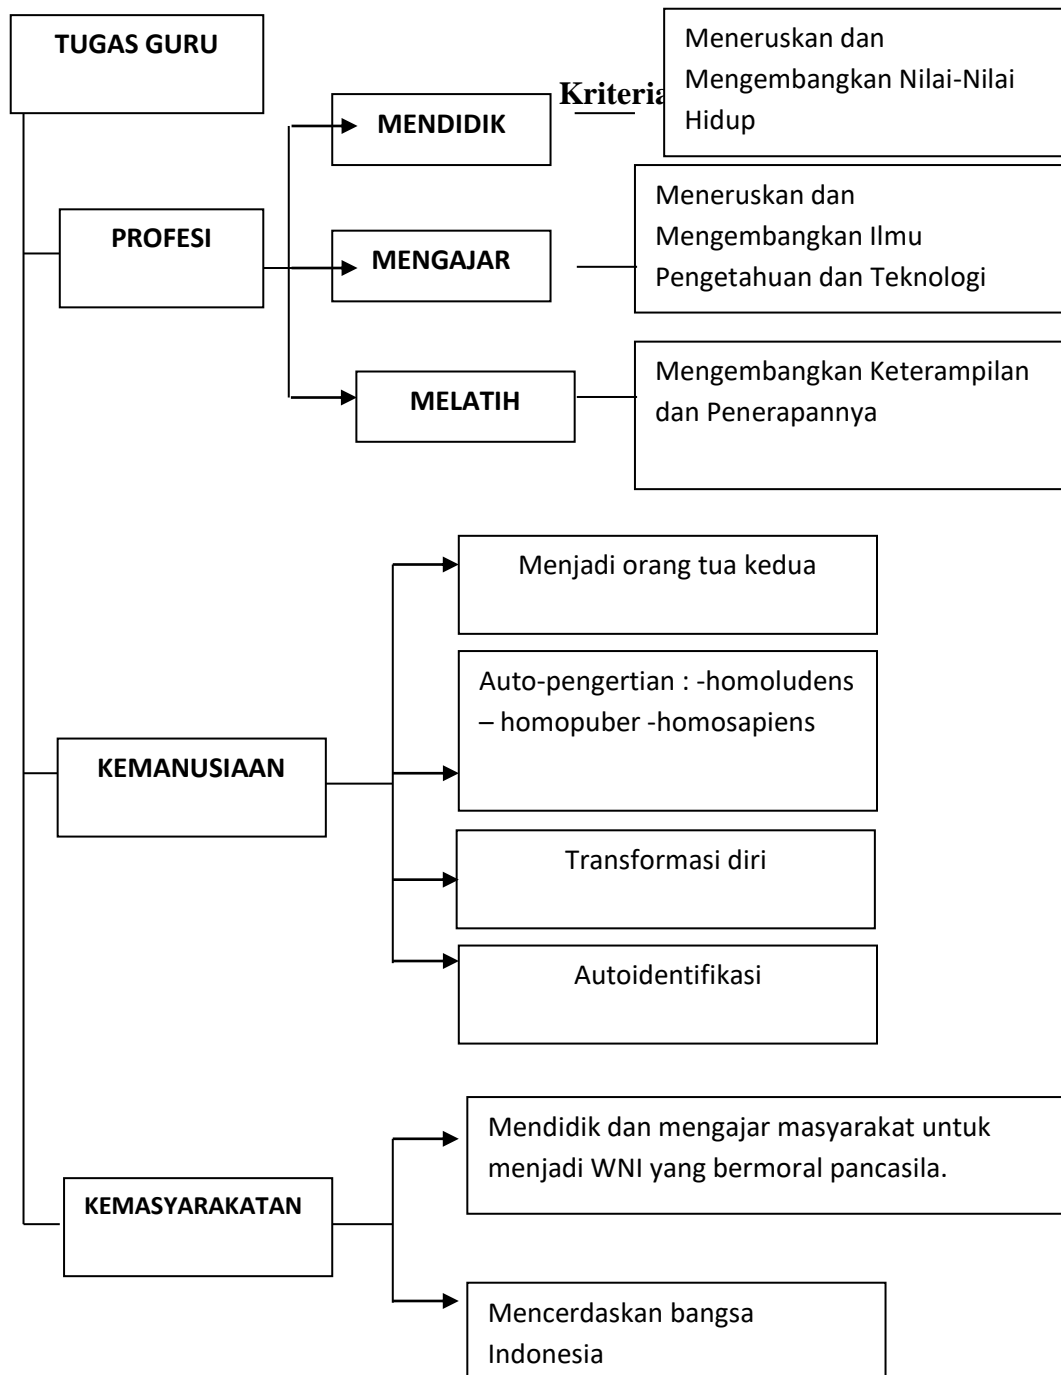 TUGAS GURU
Meneruskan dan
Mengembangkan Nilai-Nilai
Hidup
Kriteria
MENDIDIK
Meneruskan dan
Mengembangkan Ilmu
Pengetahuan dan Teknologi
PROFESI
MENGAJAR
Mengembangkan Keterampilan
dan Penerapannya
MELATIH
Menjadi orang tua kedua
Auto-pengertian : -homoludens
– homopuber -homosapiens
KEMANUSIAAN
Transformasi diri
Autoidentifikasi
Mendidik dan mengajar masyarakat untuk
menjadi WNI yang bermoral pancasila.
KEMASYARAKATAN
Mencerdaskan bangsa
Indonesia